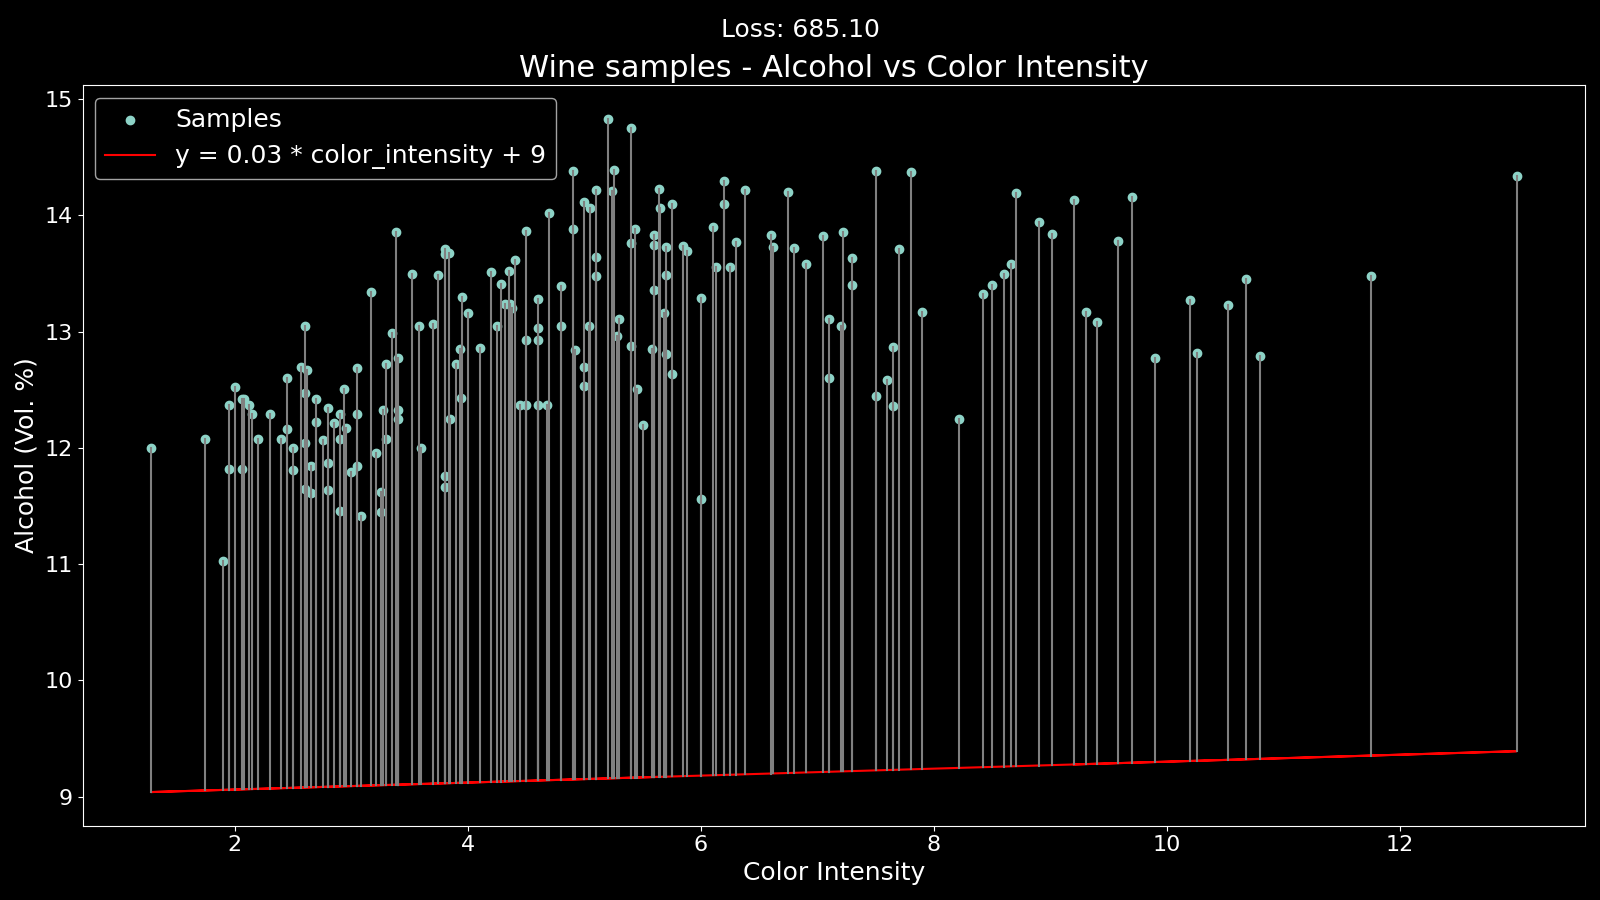 Loss: 685.10
Wine samples - Alcohol vs Color Intensity
Samples
y = 0.03 * color_intensity + 9
Alcohol (Vol. %)
15
14
13
12
11
10
9
2 4 6 8 10 12
Color Intensity